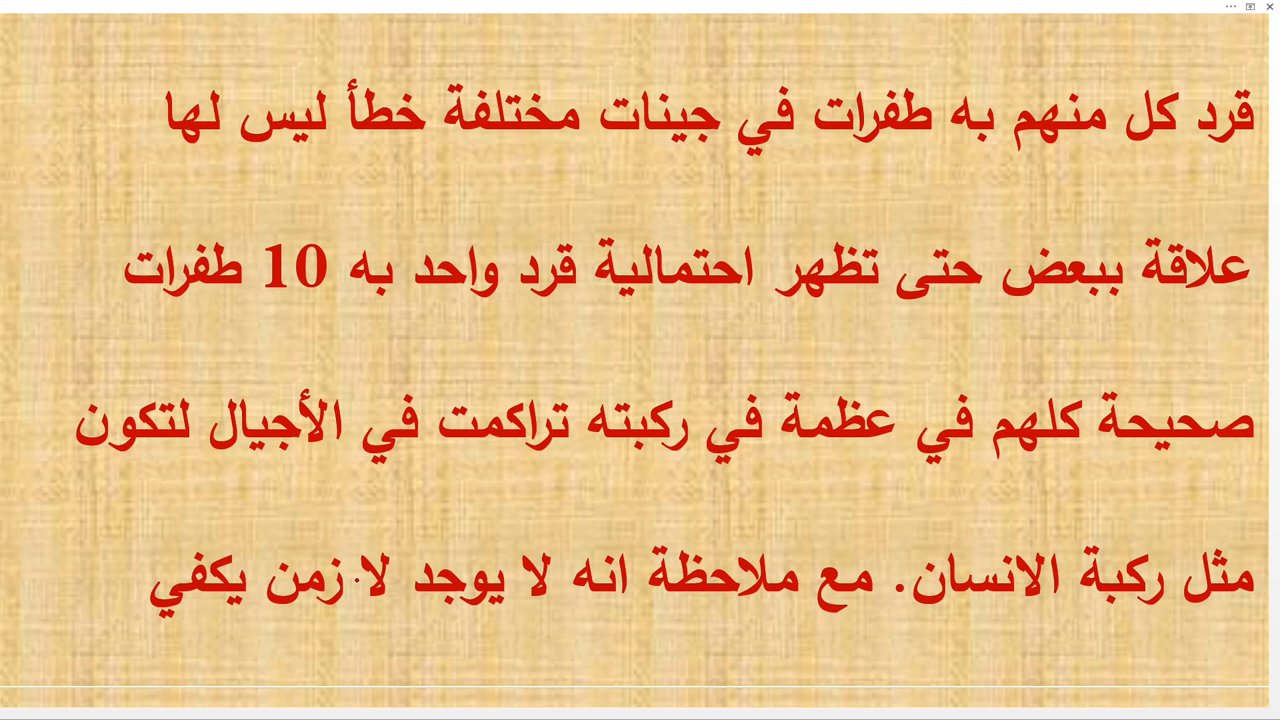 قرد كل منهم به طفرات في جينات مختلفة خطأ ليس لها
علاقة ببعض حتى تظهر احتمالية قرد واحد به 10 طفرات
صحيحة كلهم في عظمة في ركبته تراكمت في الأجيال لتكون
مثل ركبة الانسان. مع ملاحظة انه لا يوجد لا زمن يكفي